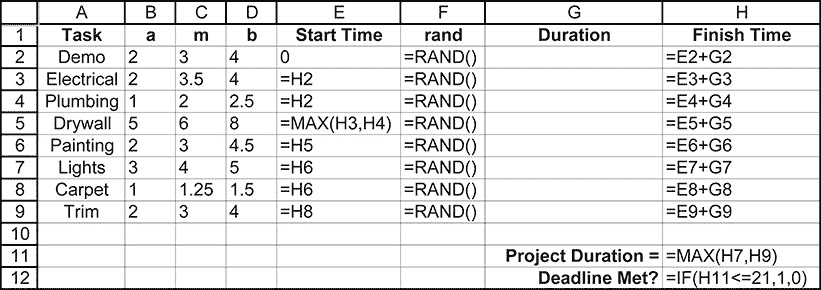 A B C D E F G H
1 Task a m b Start Time rand Duration Finish Time
2 Demo 2 3 4 0 =RAND() =E2+G2
3 Electrical 2 3.5 4 =H2 =RAND() =E3+G3
4 Plumbing 1 2 2.5 =H2 =RAND() =E4+G4
5 Drywall 5 6 8 =MAX(H3,H4) =RAND() =E5+G5
6 Painting 2 3 4.5 =H5 =RAND() =E6+G6
7 Lights 3 4 5 =H6 =RAND() =E7+G7
8 Carpet 1 1.25 1.5 =H6 =RAND() =E8+G8
9 Trim 2 3 4 =H8 =RAND() =E9+G9
10
11 Project Duration = =MAX(H7,H9)
12 Deadline Met? =IF(H11<=21,1,0)